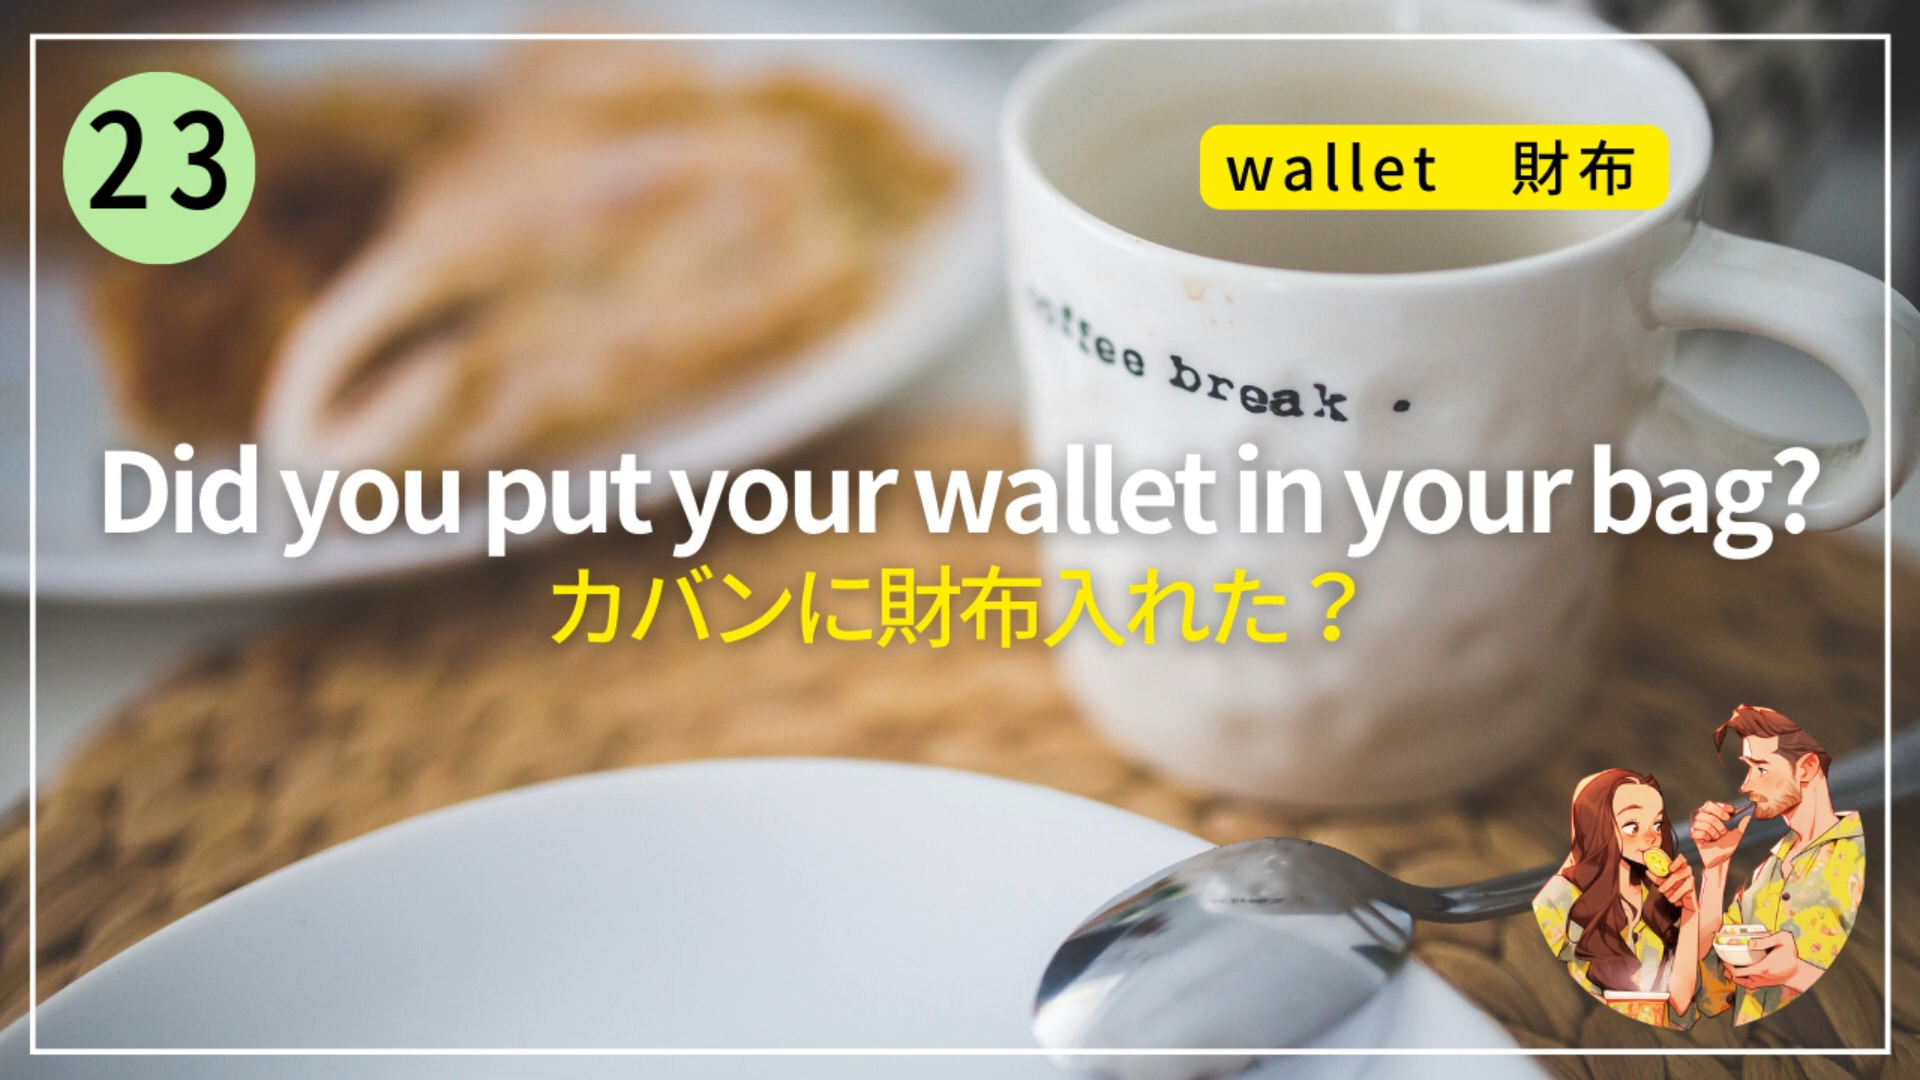 23
wallet 財布
coffee break .
Did you put your wallet in your bag?
カバンに財布入れた？